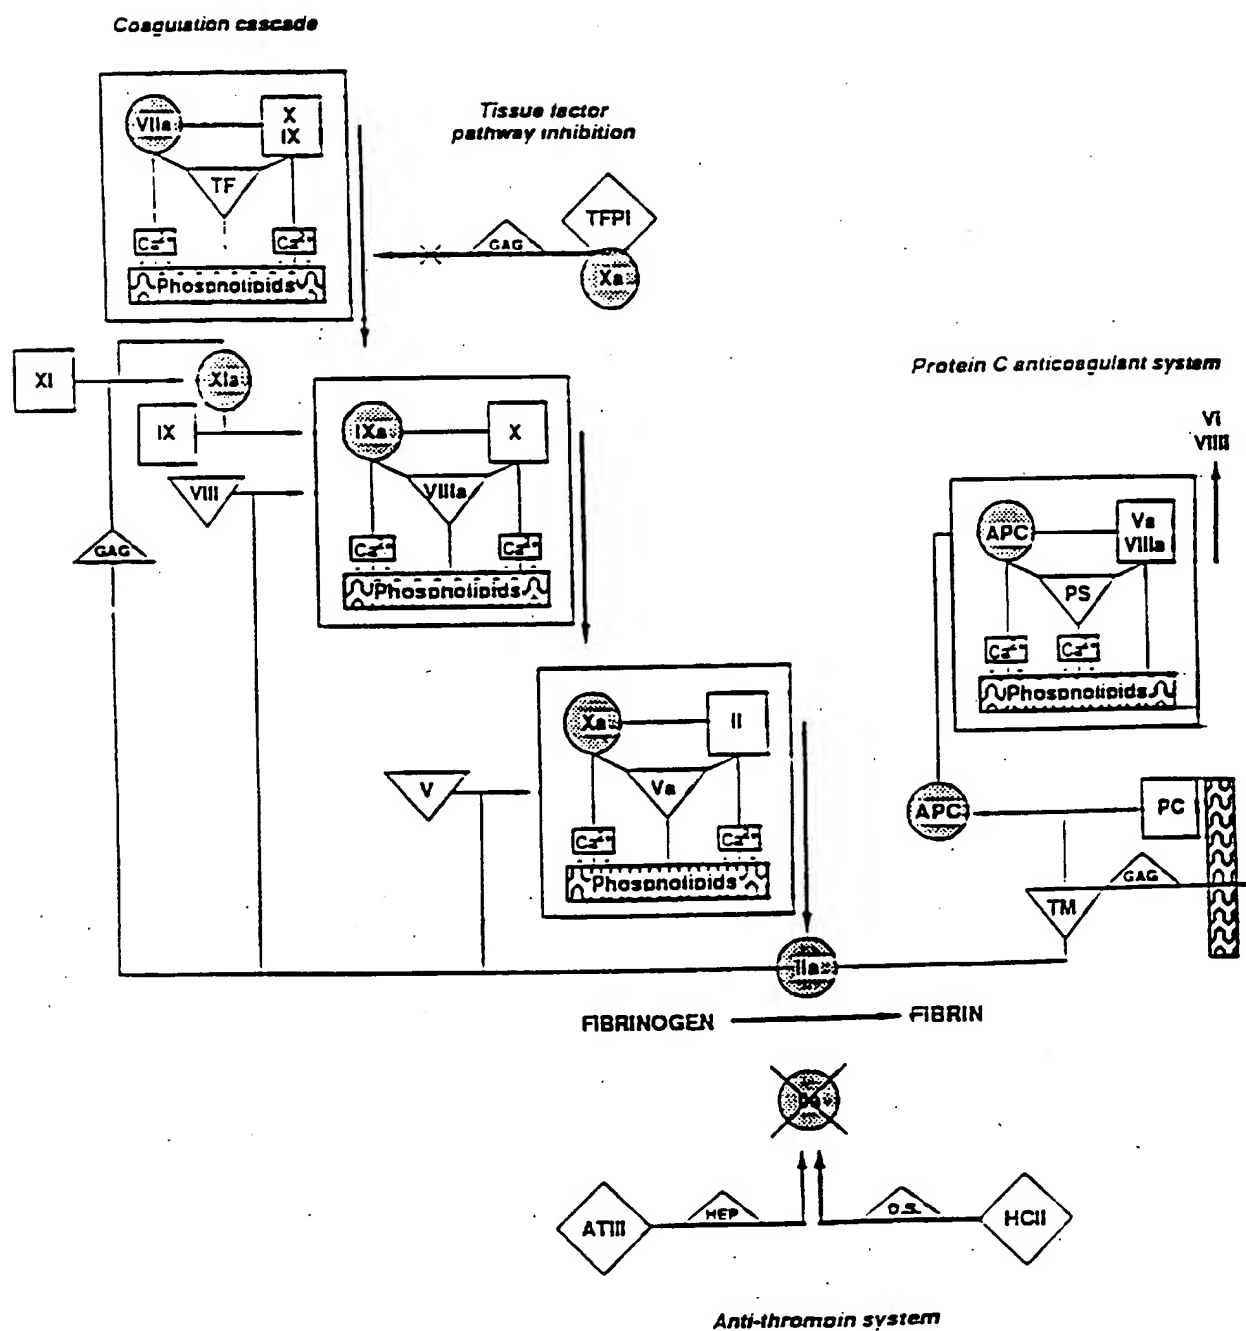 Coagulation cascade
VIIa
X
IX
TF
Ca²⁺
Ca²⁺
Phospholipids
Tissue factor
pathway inhibition
TFPI
GAG
Xa
XI
XIa
IX
VIII
GAG
IXa
X
VIIIa
Ca²⁺
Ca²⁺
Phospholipids
Protein C anticoagulant system
Vi
VIIIi
APC
Va
VIIIa
PS
Ca²⁺
Ca²⁺
Phospholipids
Xa
II
V
Va
Ca²⁺
Ca²⁺
Phospholipids
APC
PC
GAG
TM
IIa
FIBRINOGEN
FIBRIN
ATIII
HEP
D.S.
HCII
Anti-thrombin system